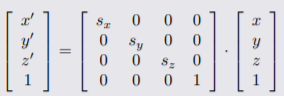 [ x′ ] = [ s_x 0 0 0 ] · [ x ]
[ y′ ] [ 0 s_y 0 0 ] [ y ]
[ z′ ] [ 0 0 s_z 0 ] [ z ]
[ 1 ] [ 0 0 0 1 ] [ 1 ]